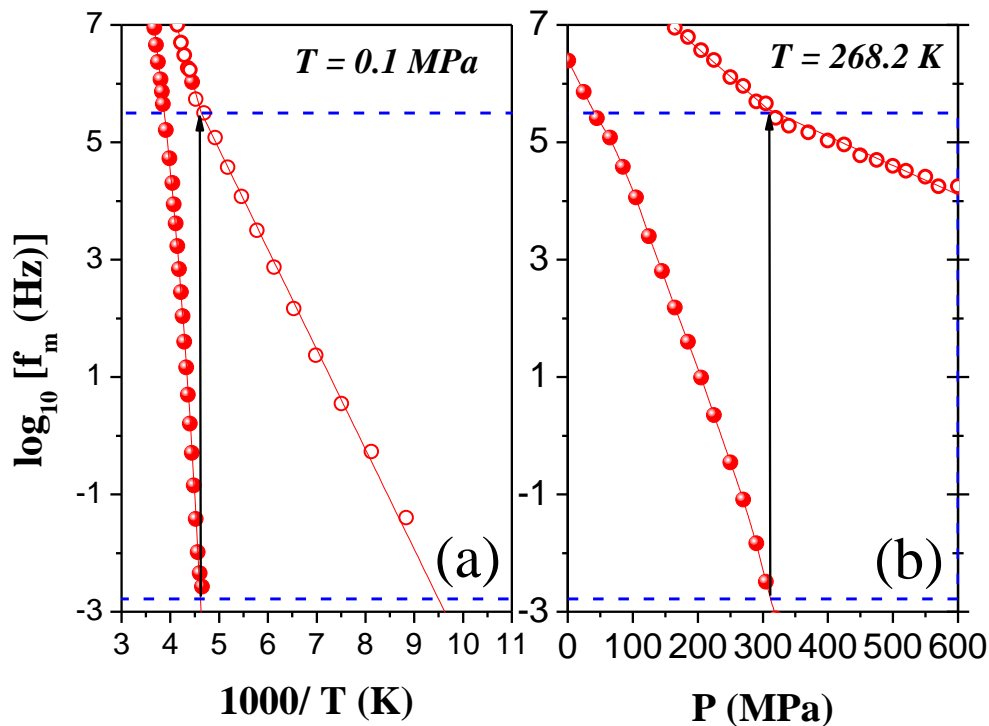 7
5
3
1
-1
-3
T = 0.1 MPa
(a)
3 4 5 6 7 8 9 10 11
1000/ T (K)
log10 [fm (Hz)]
7
5
3
1
-1
-3
T = 268.2 K
(b)
0 100 200 300 400 500 600
P (MPa)